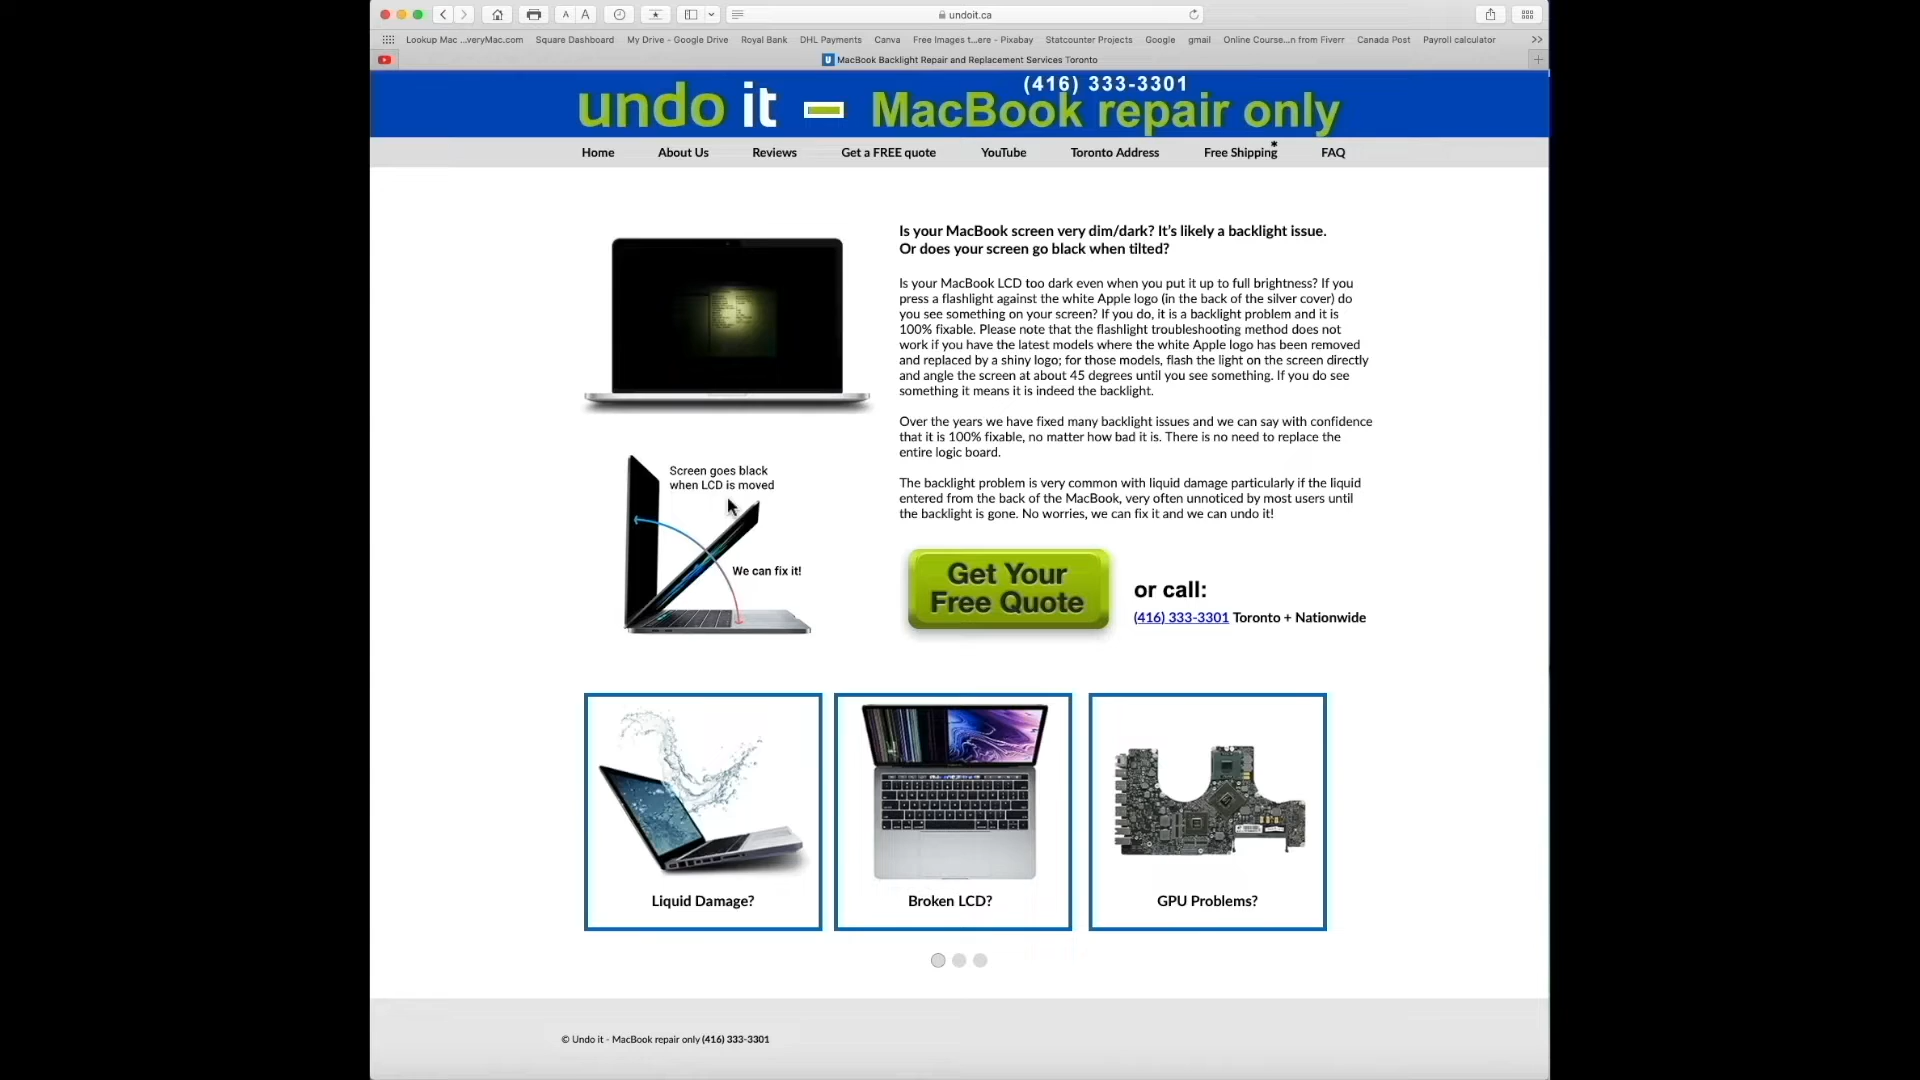 A A
undoit.ca
Lookup Mac ...veryMac.com Square Dashboard My Drive - Google Drive Royal Bank DHL Payments Canva Free Images t...ere - Pixabay Statcounter Projects Google gmail Online Course...n from Fiverr Canada Post Payroll calculator
U MacBook Backlight Repair and Replacement Services Toronto
(416) 333-3301
undo it - MacBook repair only
Home About Us Reviews Get a FREE quote YouTube Toronto Address Free Shipping* FAQ
Is your MacBook screen very dim/dark? It's likely a backlight issue.
Or does your screen go black when tilted?
Is your MacBook LCD too dark even when you put it up to full brightness? If you
press a flashlight against the white Apple logo (in the back of the silver cover) do
you see something on your screen? If you do, it is a backlight problem and it is
100% fixable. Please note that the flashlight troubleshooting method does not
work if you have the latest models where the white Apple logo has been removed
and replaced by a shiny logo; for those models, flash the light on the screen directly
and angle the screen at about 45 degrees until you see something. If you do see
something it means it is indeed the backlight.
Over the years we have fixed many backlight issues and we can say with confidence
that it is 100% fixable, no matter how bad it is. There is no need to replace the
entire logic board.
The backlight problem is very common with liquid damage particularly if the liquid
entered from the back of the MacBook, very often unnoticed by most users until
the backlight is gone. No worries, we can fix it and we can undo it!
Screen goes black
when LCD is moved
We can fix it!
Get Your
Free Quote
or call:
(416) 333-3301 Toronto + Nationwide
Liquid Damage?
Broken LCD?
GPU Problems?
© Undo it - MacBook repair only (416) 333-3301